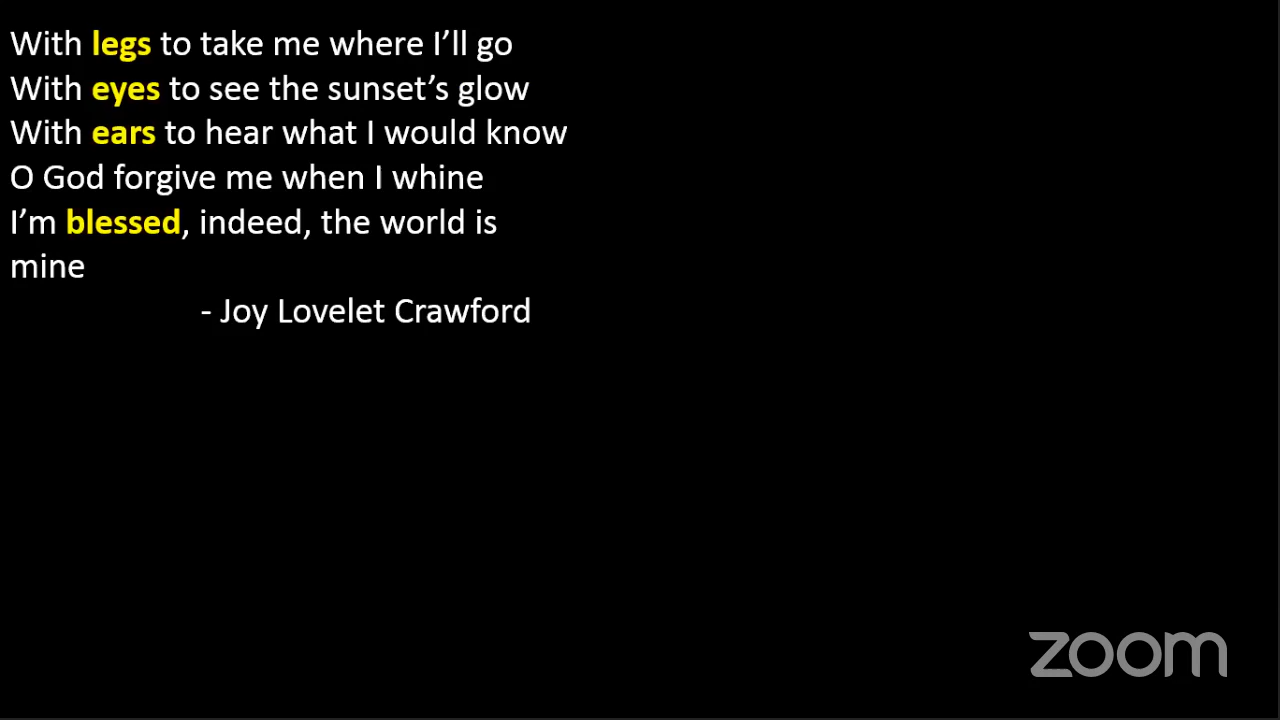 With legs to take me where I’ll go
With eyes to see the sunset’s glow
With ears to hear what I would know
O God forgive me when I whine
I’m blessed, indeed, the world is
mine
- Joy Lovelet Crawford
zoom